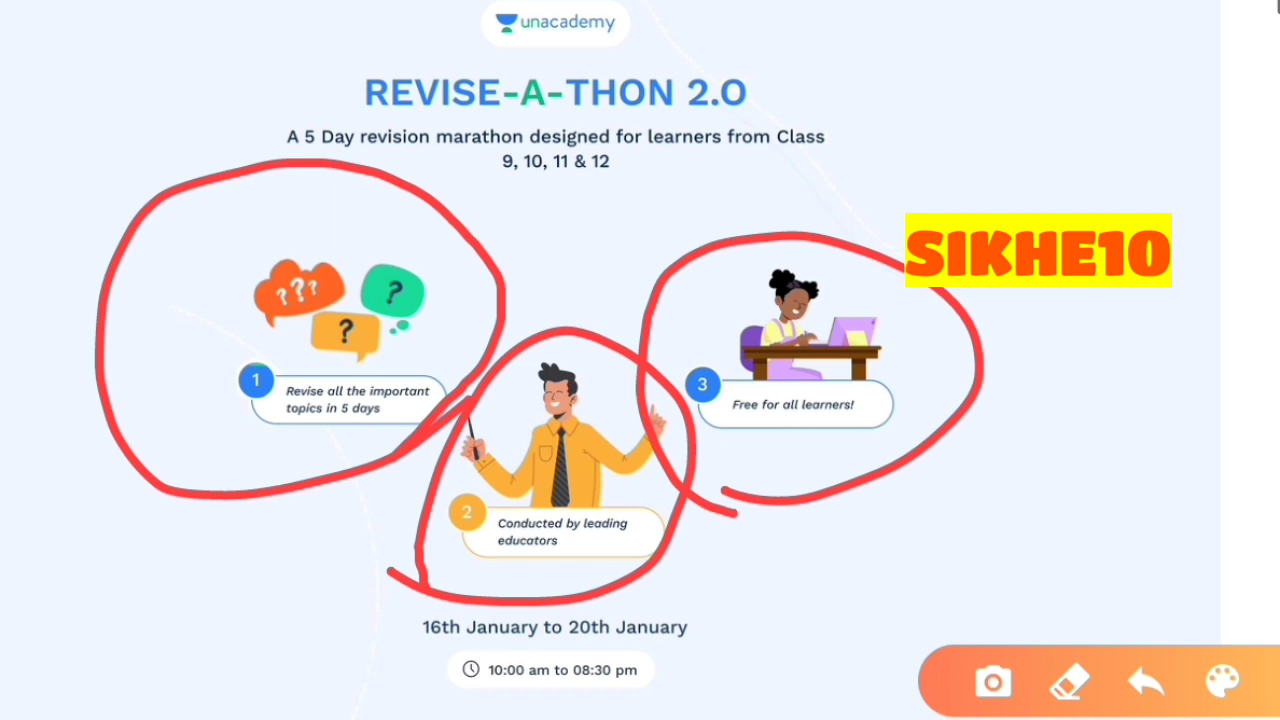 unacademy
REVISE-A-THON 2.0
A 5 Day revision marathon designed for learners from Class
9, 10, 11 & 12
SIKHE10
? ? ?
?
?
1
Revise all the important
topics in 5 days
3
Free for all learners!
2
Conducted by leading
educators
16th January to 20th January
10:00 am to 08:30 pm